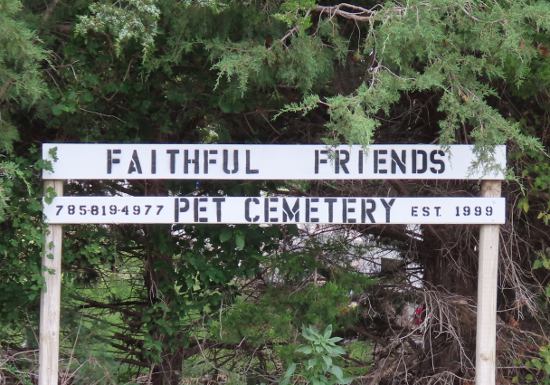 FAITHFUL FRIENDS
785-819-4977 PET CEMETERY EST. 1999